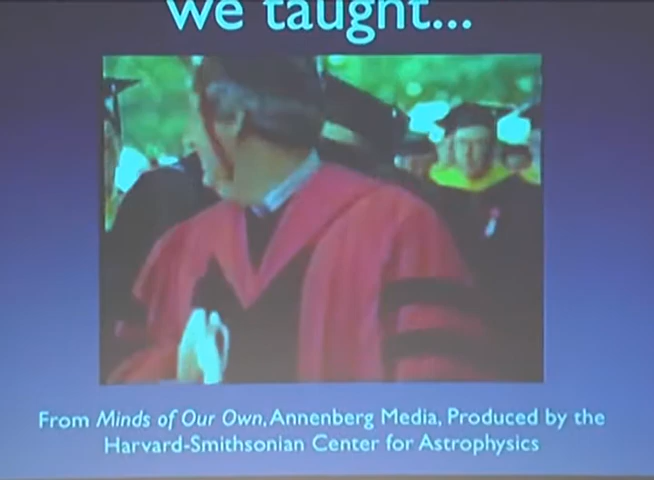 we taught...
From Minds of Our Own, Annenberg Media, Produced by the
Harvard-Smithsonian Center for Astrophysics